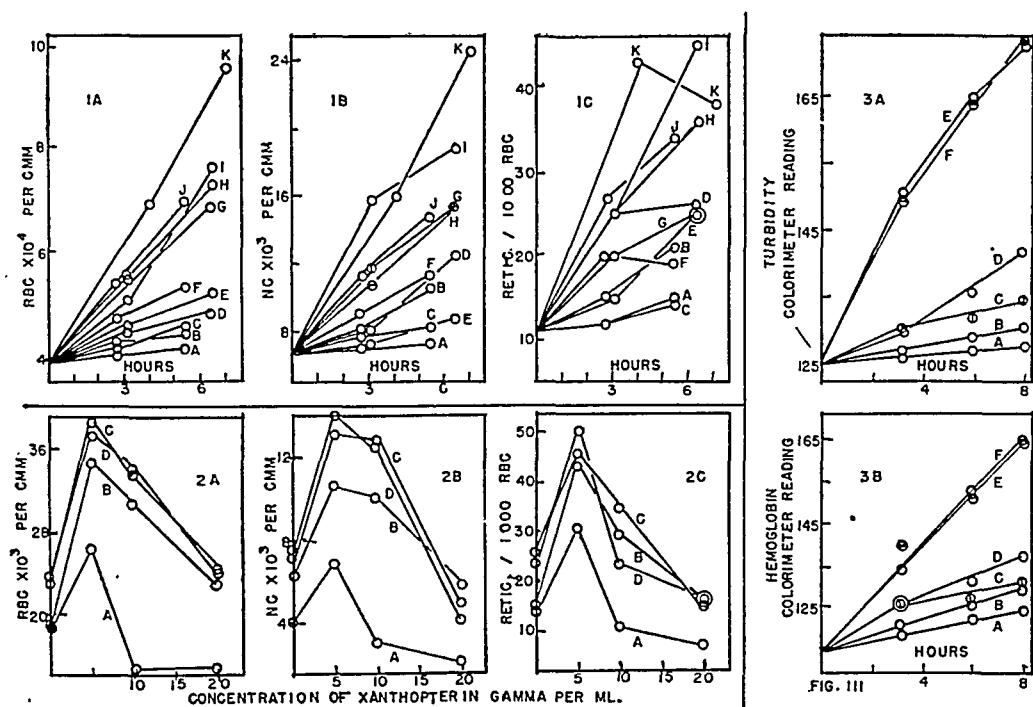 1A
RBC X10⁴ PER CMM
10
8
6
4
3
6
HOURS
K
I
J
H
G
F
E
D
C
B
A
1B
NC X10³ PER CMM
24
16
8
3
6
HOURS
K
I
G
J
H
D
F
B
C
E
A
1C
RETIC. / 1000 RBC
40
30
20
10
3
6
HOURS
K
I
K
J
H
D
G
E
B
F
A
C
3A
TURBIDITY
COLORIMETER READING
165
145
125
4
8
HOURS
E
F
D
C
B
A
2A
RBC X10³ PER CMM
36
28
20
10
15
20
C
D
B
A
2B
NC X10³ PER CMM
12
8
4
5
10
15
20
C
D
B
A
2C
RETIC. / 1000 RBC
50
40
30
20
10
5
10
15
20
C
B
D
A
CONCENTRATION OF XANTHOPTERIN GAMMA PER ML.
3B
HEMOGLOBIN
COLORIMETER READING
165
145
125
4
8
HOURS
F
E
D
C
B
A
FIG. III